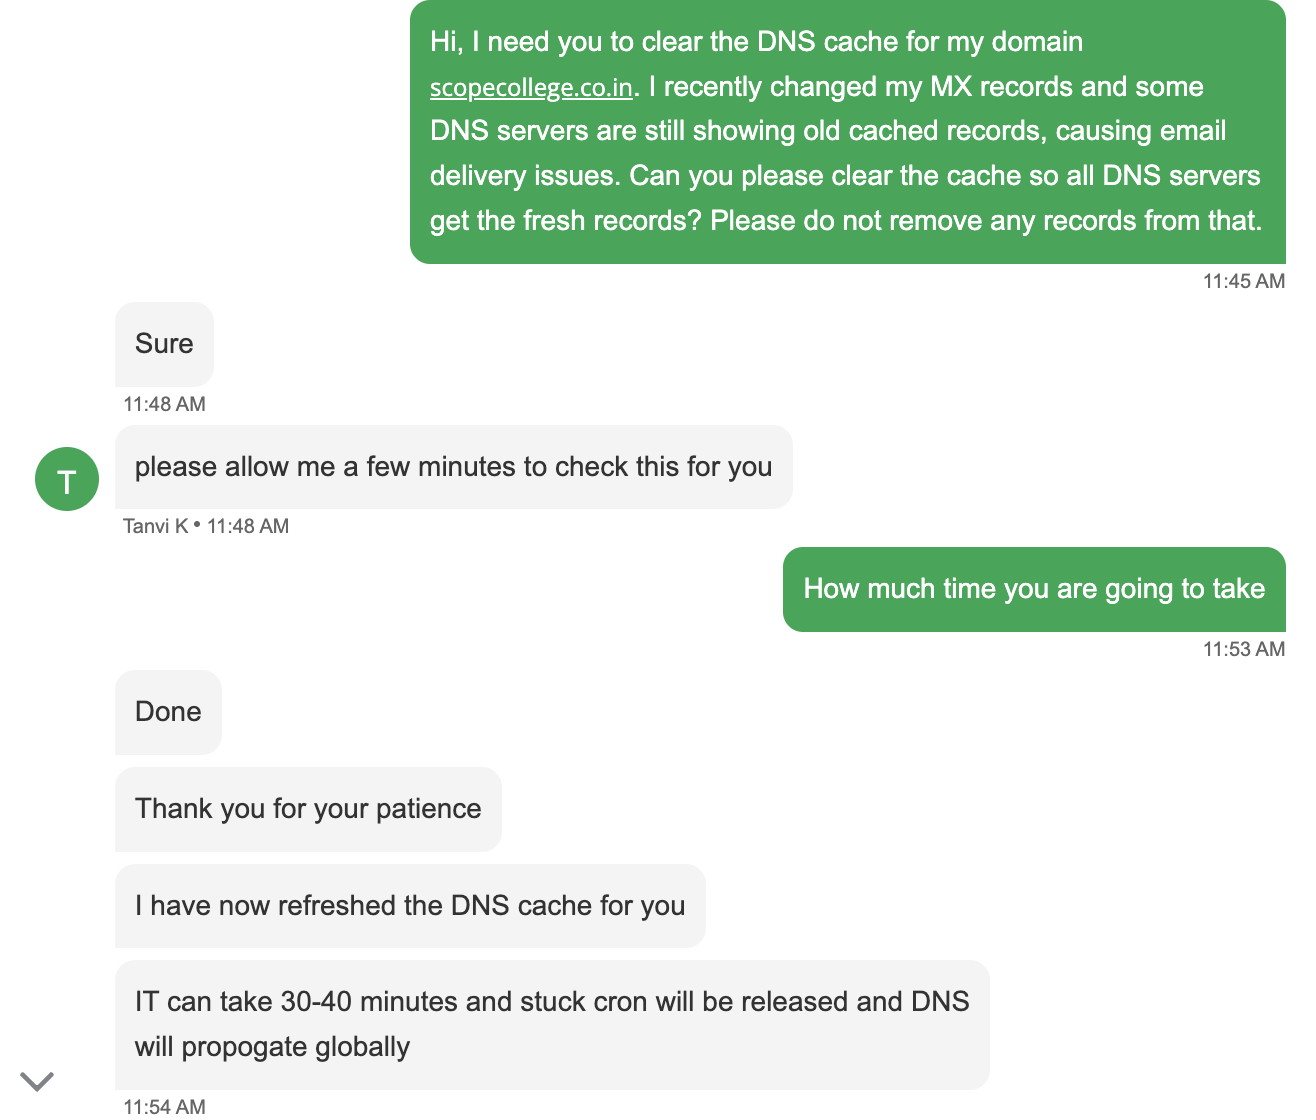 Hi, I need you to clear the DNS cache for my domain
scopecollege.co.in. I recently changed my MX records and some
DNS servers are still showing old cached records, causing email
delivery issues. Can you please clear the cache so all DNS servers
get the fresh records? Please do not remove any records from that.
11:45 AM
Sure
11:48 AM
please allow me a few minutes to check this for you
T
Tanvi K • 11:48 AM
How much time you are going to take
11:53 AM
Done
Thank you for your patience
I have now refreshed the DNS cache for you
IT can take 30-40 minutes and stuck cron will be released and DNS
will propogate globally
11:54 AM